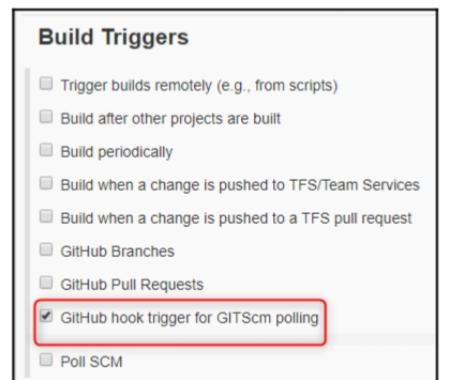 Build Triggers
Trigger builds remotely (e.g., from scripts)
Build after other projects are built
Build periodically
Build when a change is pushed to TFS/Team Services
Build when a change is pushed to a TFS pull request
GitHub Branches
GitHub Pull Requests
GitHub hook trigger for GITScm polling
Poll SCM